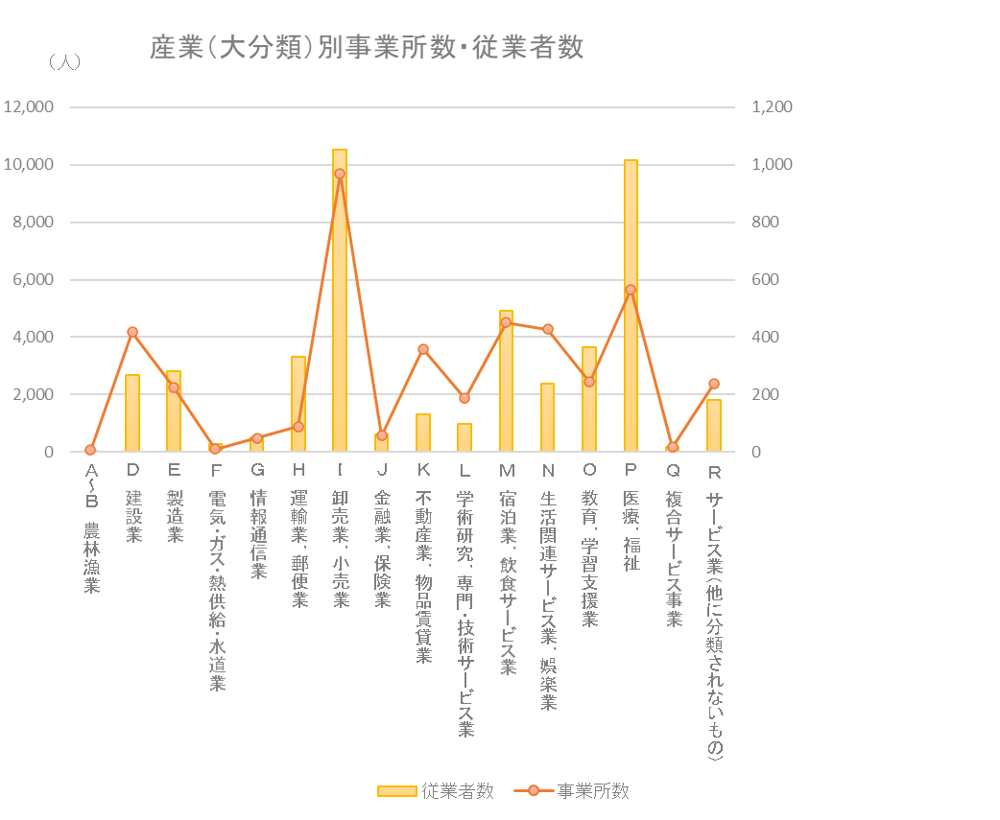 産業（大分類）別事業所数・従業者数
（人）
12,000
10,000
8,000
6,000
4,000
2,000
0
1,200
1,000
800
600
400
200
0
A～B 農林漁業
D 建設業
E 製造業
F 電気・ガス・熱供給・水道業
G 情報通信業
H 運輸業、郵便業
I 卸売業、小売業
J 金融業、保険業
K 不動産業、物品賃貸業
L 学術研究、専門・技術サービス業
M 宿泊業、飲食サービス業
N 生活関連サービス業、娯楽業
O 教育、学習支援業
P 医療、福祉
Q 複合サービス事業
R サービス業（他に分類されないもの）
従業者数
事業所数